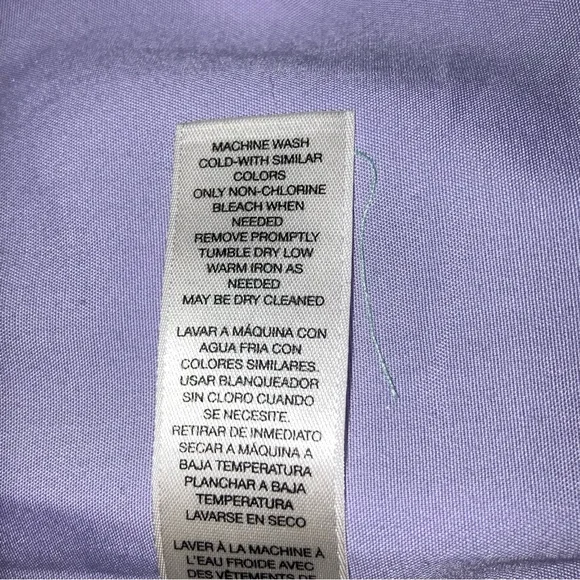 MACHINE WASH
COLD-WITH SIMILAR
COLORS
ONLY NON-CHLORINE
BLEACH WHEN
NEEDED
REMOVE PROMPTLY
TUMBLE DRY LOW
WARM IRON AS
NEEDED
MAY BE DRY CLEANED
LAVAR A MÁQUINA CON
AGUA FRIA CON
COLORES SIMILARES.
USAR BLANQUEADOR
SIN CLORO CUANDO
SE NECESITE.
RETIRAR DE INMEDIATO
SECAR A MÁQUINA A
BAJA TEMPERATURA
PLANCHAR A BAJA
TEMPERATURA
LAVARSE EN SECO
LAVER À LA MACHINE À
L'EAU FROIDE AVEC
DES VÊTEMENTS DE